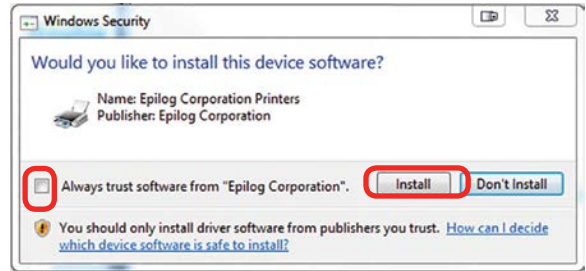 Windows Security
Would you like to install this device software?
Name: Epilog Corporation Printers
Publisher: Epilog Corporation
Always trust software from "Epilog Corporation".
Install
Don't Install
You should only install driver software from publishers you trust. How can I decide
which device software is safe to install?